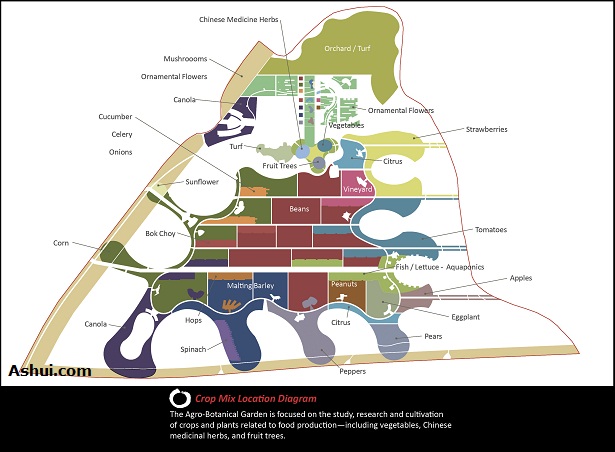 Chinese Medicine Herbs
Orchard / Turf
Mushroooms
Ornamental Flowers
Canola
Ornamental Flowers
Cucumber
Vegetables
Strawberries
Celery
Turf
Onions
Citrus
Fruit Trees
Sunflower
Vineyard
Beans
Bok Choy
Tomatoes
Corn
Fish / Lettuce - Aquaponics
Apples
Malting Barley
Peanuts
Canola
Hops
Citrus
Eggplant
Pears
Spinach
Peppers
Ashui.com
Crop Mix Location Diagram
The Agro-Botanical Garden is focused on the study, research and cultivation
of crops and plants related to food production—including vegetables, Chinese
medicinal herbs, and fruit trees.